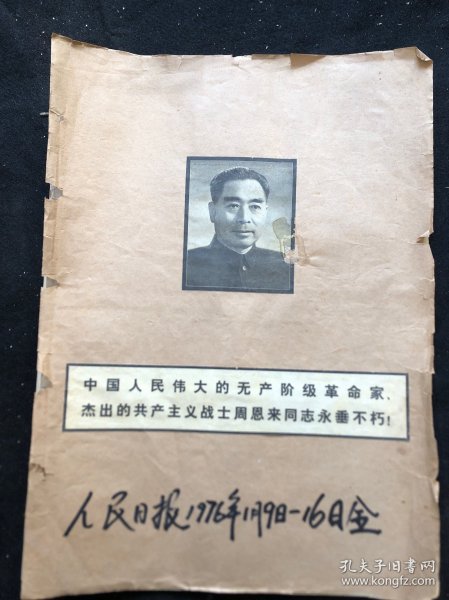 中国人民伟大的无产阶级革命家、
杰出的共产主义战士周恩来同志永垂不朽！
人民日报1976年1月9日-16日全
孔夫子旧书网
www.kongfz.com